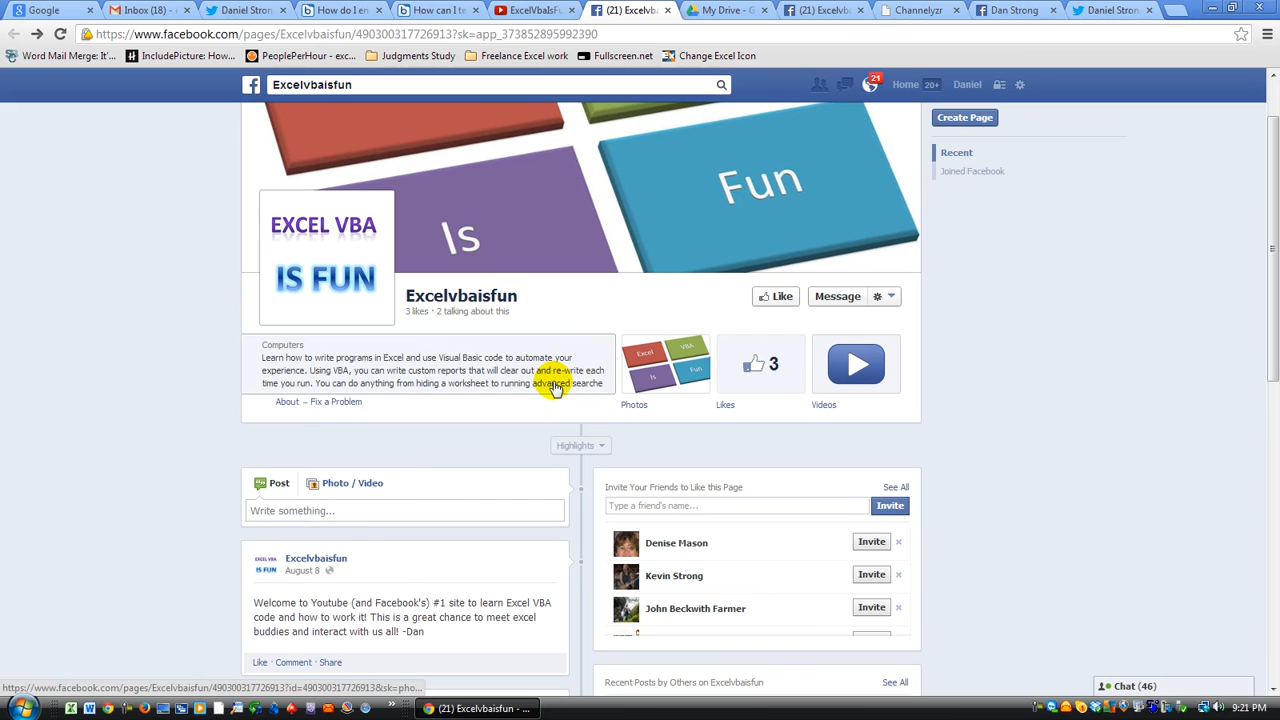 Google
Inbox (18) -
Daniel Stron
How do I en
How can I te
ExcelVbaIsFu
(21) Excelvb
My Drive - G
(21) Excelvb
Channelyzr
Dan Strong
Daniel Stron
https://www.facebook.com/pages/Excelvbaisfun/490300317726913?sk=app_373852895992390
Word Mail Merge: It'...
IncludePicture: How...
PeoplePerHour - exc...
Judgments Study
Freelance Excel work
Fullscreen.net
Change Excel Icon
Excelvbaisfun
21
Home 20+
Daniel
Create Page
Recent
Joined Facebook
Is
Fun
EXCEL VBA
IS FUN
Excelvbaisfun
3 likes · 2 talking about this
Like
Message
Computers
Learn how to write programs in Excel and use Visual Basic code to automate your
experience. Using VBA, you can write custom reports that will clear out and re-write each
time you run. You can do anything from hiding a worksheet to running advanced searche
About – Fix a Problem
Excel
VBA
Is
Fun
3
Photos
Likes
Videos
Highlights
Post
Photo / Video
Write something...
Invite Your Friends to Like this Page
See All
Type a friend's name...
Invite
Denise Mason
Invite
Kevin Strong
Invite
John Beckwith Farmer
Invite
EXCEL VBA
IS FUN
Excelvbaisfun
August 8
Welcome to Youtube (and Facebook's) #1 site to learn Excel VBA
code and how to work it! This is a great chance to meet excel
buddies and interact with us all! -Dan
Like · Comment · Share
Recent Posts by Others on Excelvbaisfun
See All
https://www.facebook.com/pages/Excelvbaisfun/490300317726913?id=490300317726913&sk=pho...
Chat (46)
(21) Excelvbaisfun - ...
9:21 PM